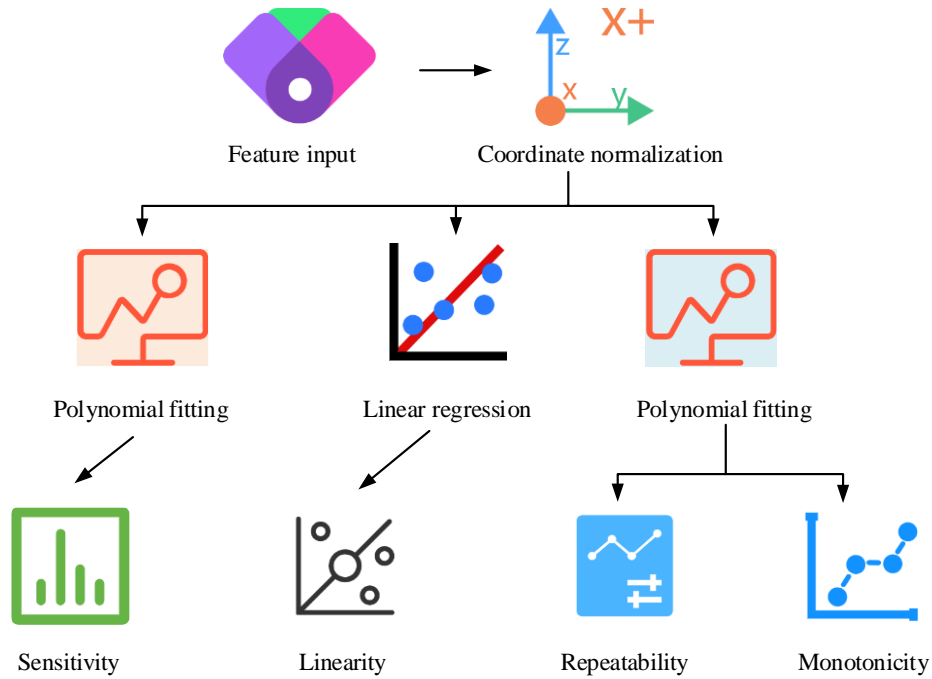 X+
z
x
y
Feature input
Coordinate normalization
Polynomial fitting
Linear regression
Polynomial fitting
Sensitivity
Linearity
Repeatability
Monotonicity